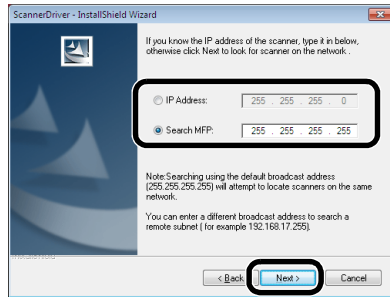 ScannerDriver - InstallShield Wizard
If you know the IP address of the scanner, type it in below,
otherwise click Next to look for scanner on the network .
IP Address: 255 . 255 . 255 . 0
Search MFP: 255 . 255 . 255 . 255
Note:Searching using the default broadcast address
(255.255.255.255) will attempt to locate scanners on the same
network.
You can enter a different broadcast address to search a
remote subnet ( for example 192.168.17.255).
< Back Next > Cancel